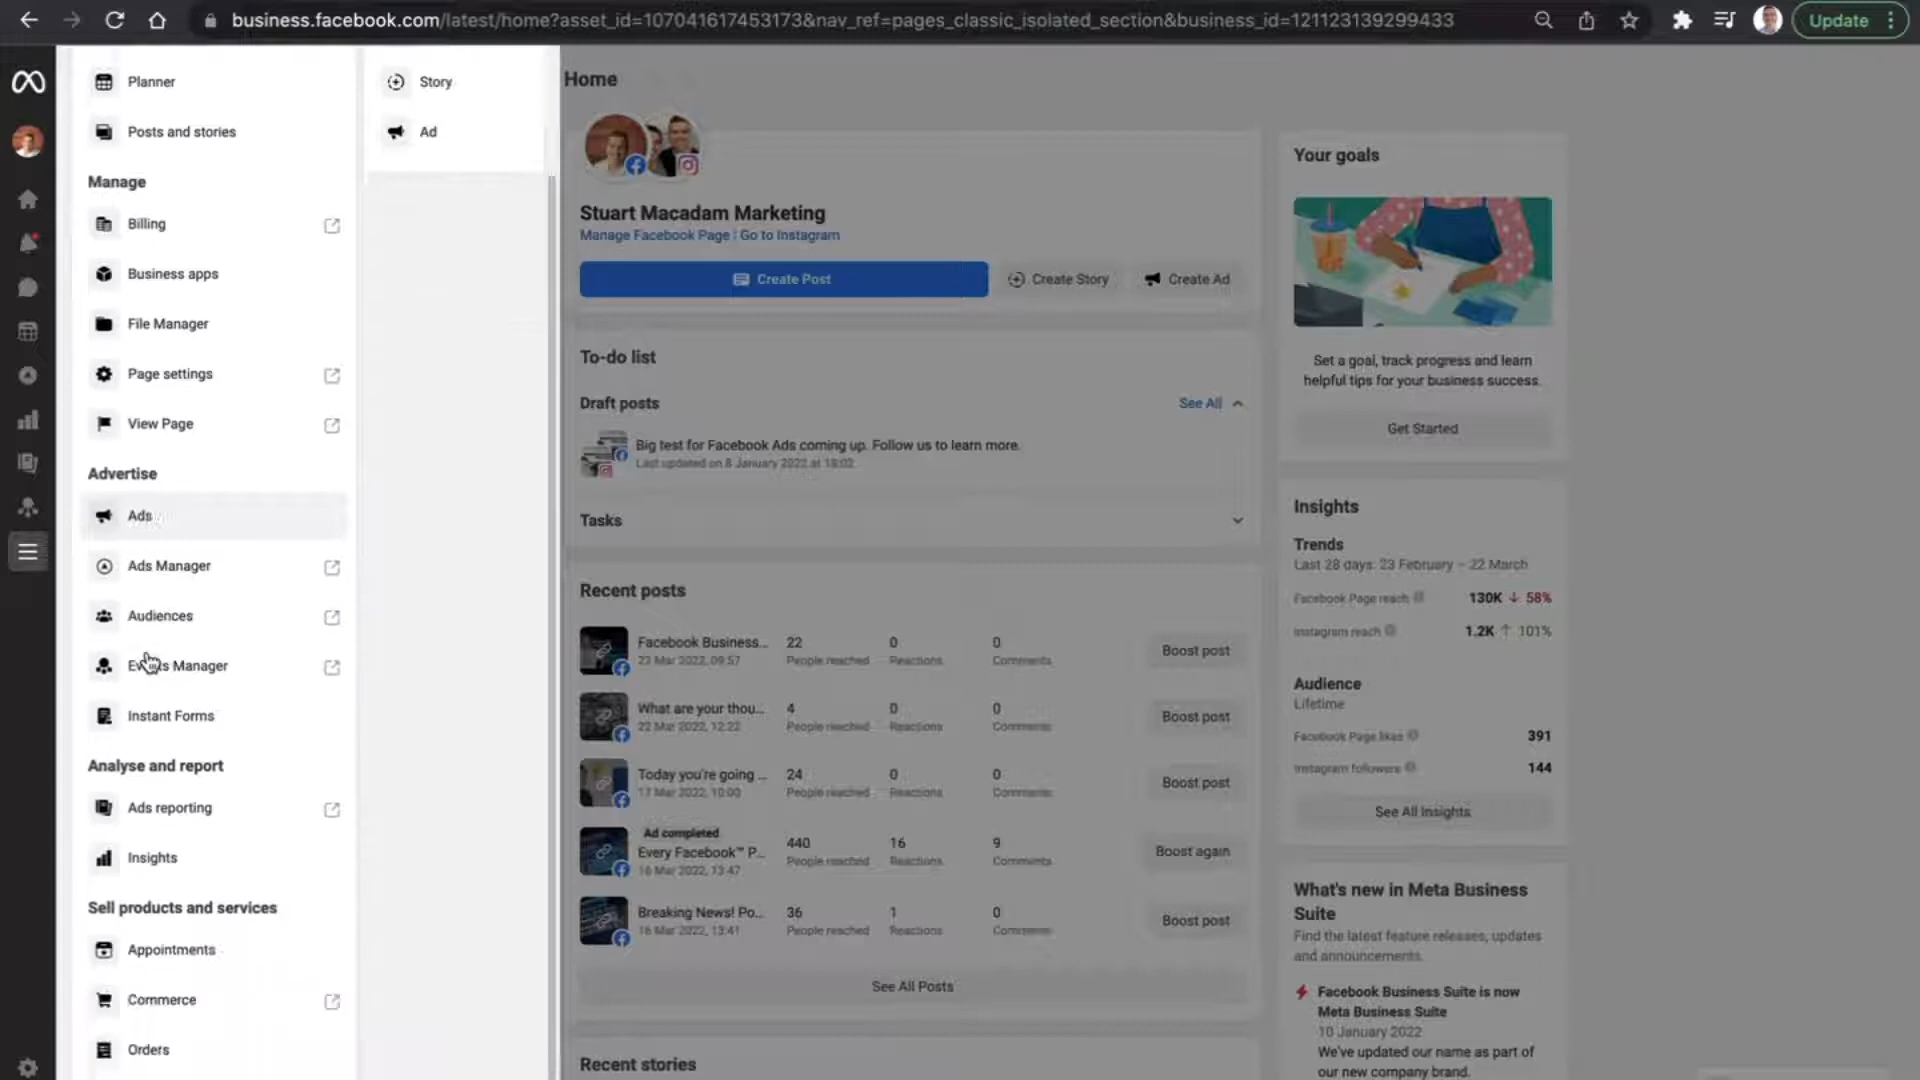 business.facebook.com/latest/home?asset_id=107041617453173&nav_ref=pages_classic_isolated_section&business_id=121123139299433
Update
Planner
Posts and stories
Manage
Billing
Business apps
File Manager
Page settings
View Page
Advertise
Ads
Ads Manager
Audiences
Events Manager
Instant Forms
Analyse and report
Ads reporting
Insights
Sell products and services
Appointments
Commerce
Orders
Story
Ad
Home
Stuart Macadam Marketing
Manage Facebook Page | Go to Instagram
Create Post
Create Story
Create Ad
To-do list
Draft posts
See All
Big test for Facebook Ads coming up. Follow us to learn more.
Last updated on 8 January 2022 at 18:02
Tasks
Recent posts
Facebook Business... 22 0 0
23 Mar 2022, 09:57 People reached Reactions Comments
Boost post
What are your thou... 4 0 0
22 Mar 2022, 12:22 People reached Reactions Comments
Boost post
Today you're going ... 24 0 0
17 Mar 2022, 10:00 People reached Reactions Comments
Boost post
Ad completed
Every Facebook™ P... 440 16 9
16 Mar 2022, 13:47 People reached Reactions Comments
Boost again
Breaking News! Po... 36 1 0
16 Mar 2022, 13:41 People reached Reactions Comments
Boost post
See All Posts
Recent stories
Your goals
Set a goal, track progress and learn
helpful tips for your business success.
Get Started
Insights
Trends
Last 28 days: 23 February – 22 March
Facebook Page reach 130K ↓ 58%
Instagram reach 1.2K ↑ 101%
Audience
Lifetime
Facebook Page likes 391
Instagram followers 144
See All Insights
What's new in Meta Business
Suite
Find the latest feature releases, updates
and announcements.
Facebook Business Suite is now
Meta Business Suite
10 January 2022
We've updated our name as part of
our new company brand.